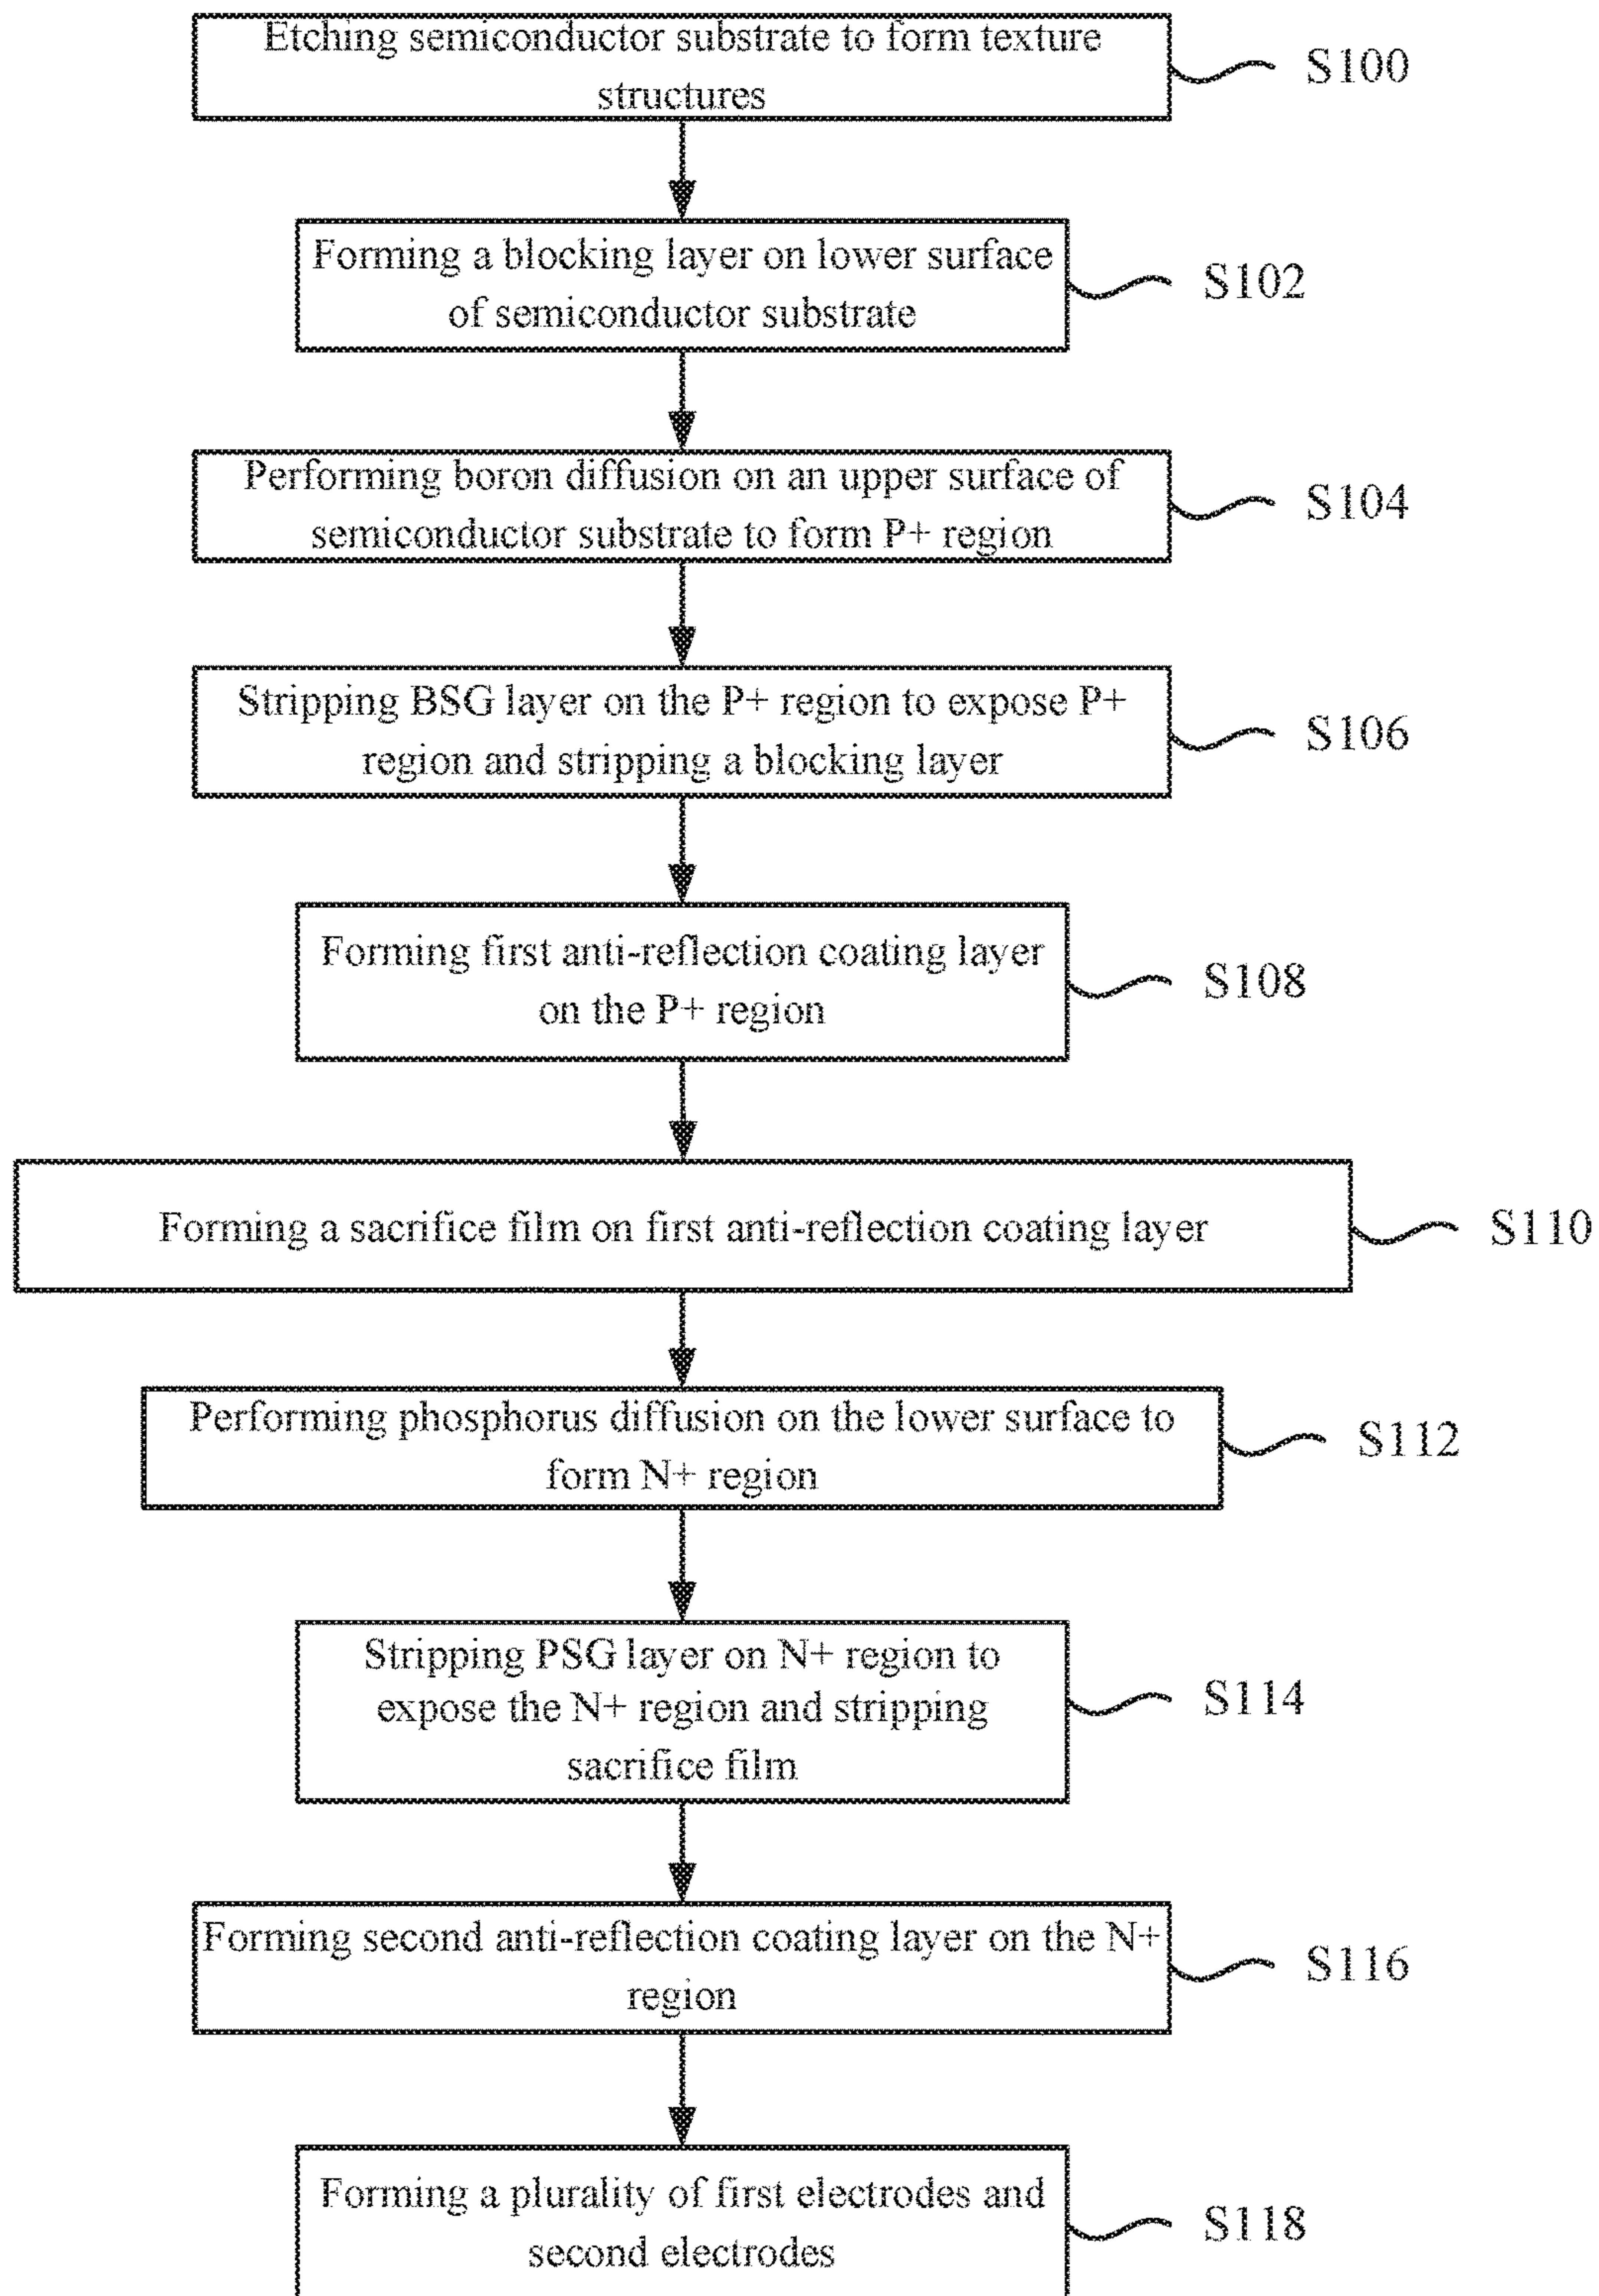 Etching semiconductor substrate to form texture
structures
S100
Forming a blocking layer on lower surface
of semiconductor substrate
S102
Performing boron diffusion on an upper surface of
semiconductor substrate to form P+ region
S104
Stripping BSG layer on the P+ region to expose P+
region and stripping a blocking layer
S106
Forming first anti-reflection coating layer
on the P+ region
S108
Forming a sacrifice film on first anti-reflection coating layer
S110
Performing phosphorus diffusion on the lower surface to
form N+ region
S112
Stripping PSG layer on N+ region to
expose the N+ region and stripping
sacrifice film
S114
Forming second anti-reflection coating layer on the N+
region
S116
Forming a plurality of first electrodes and
second electrodes
S118